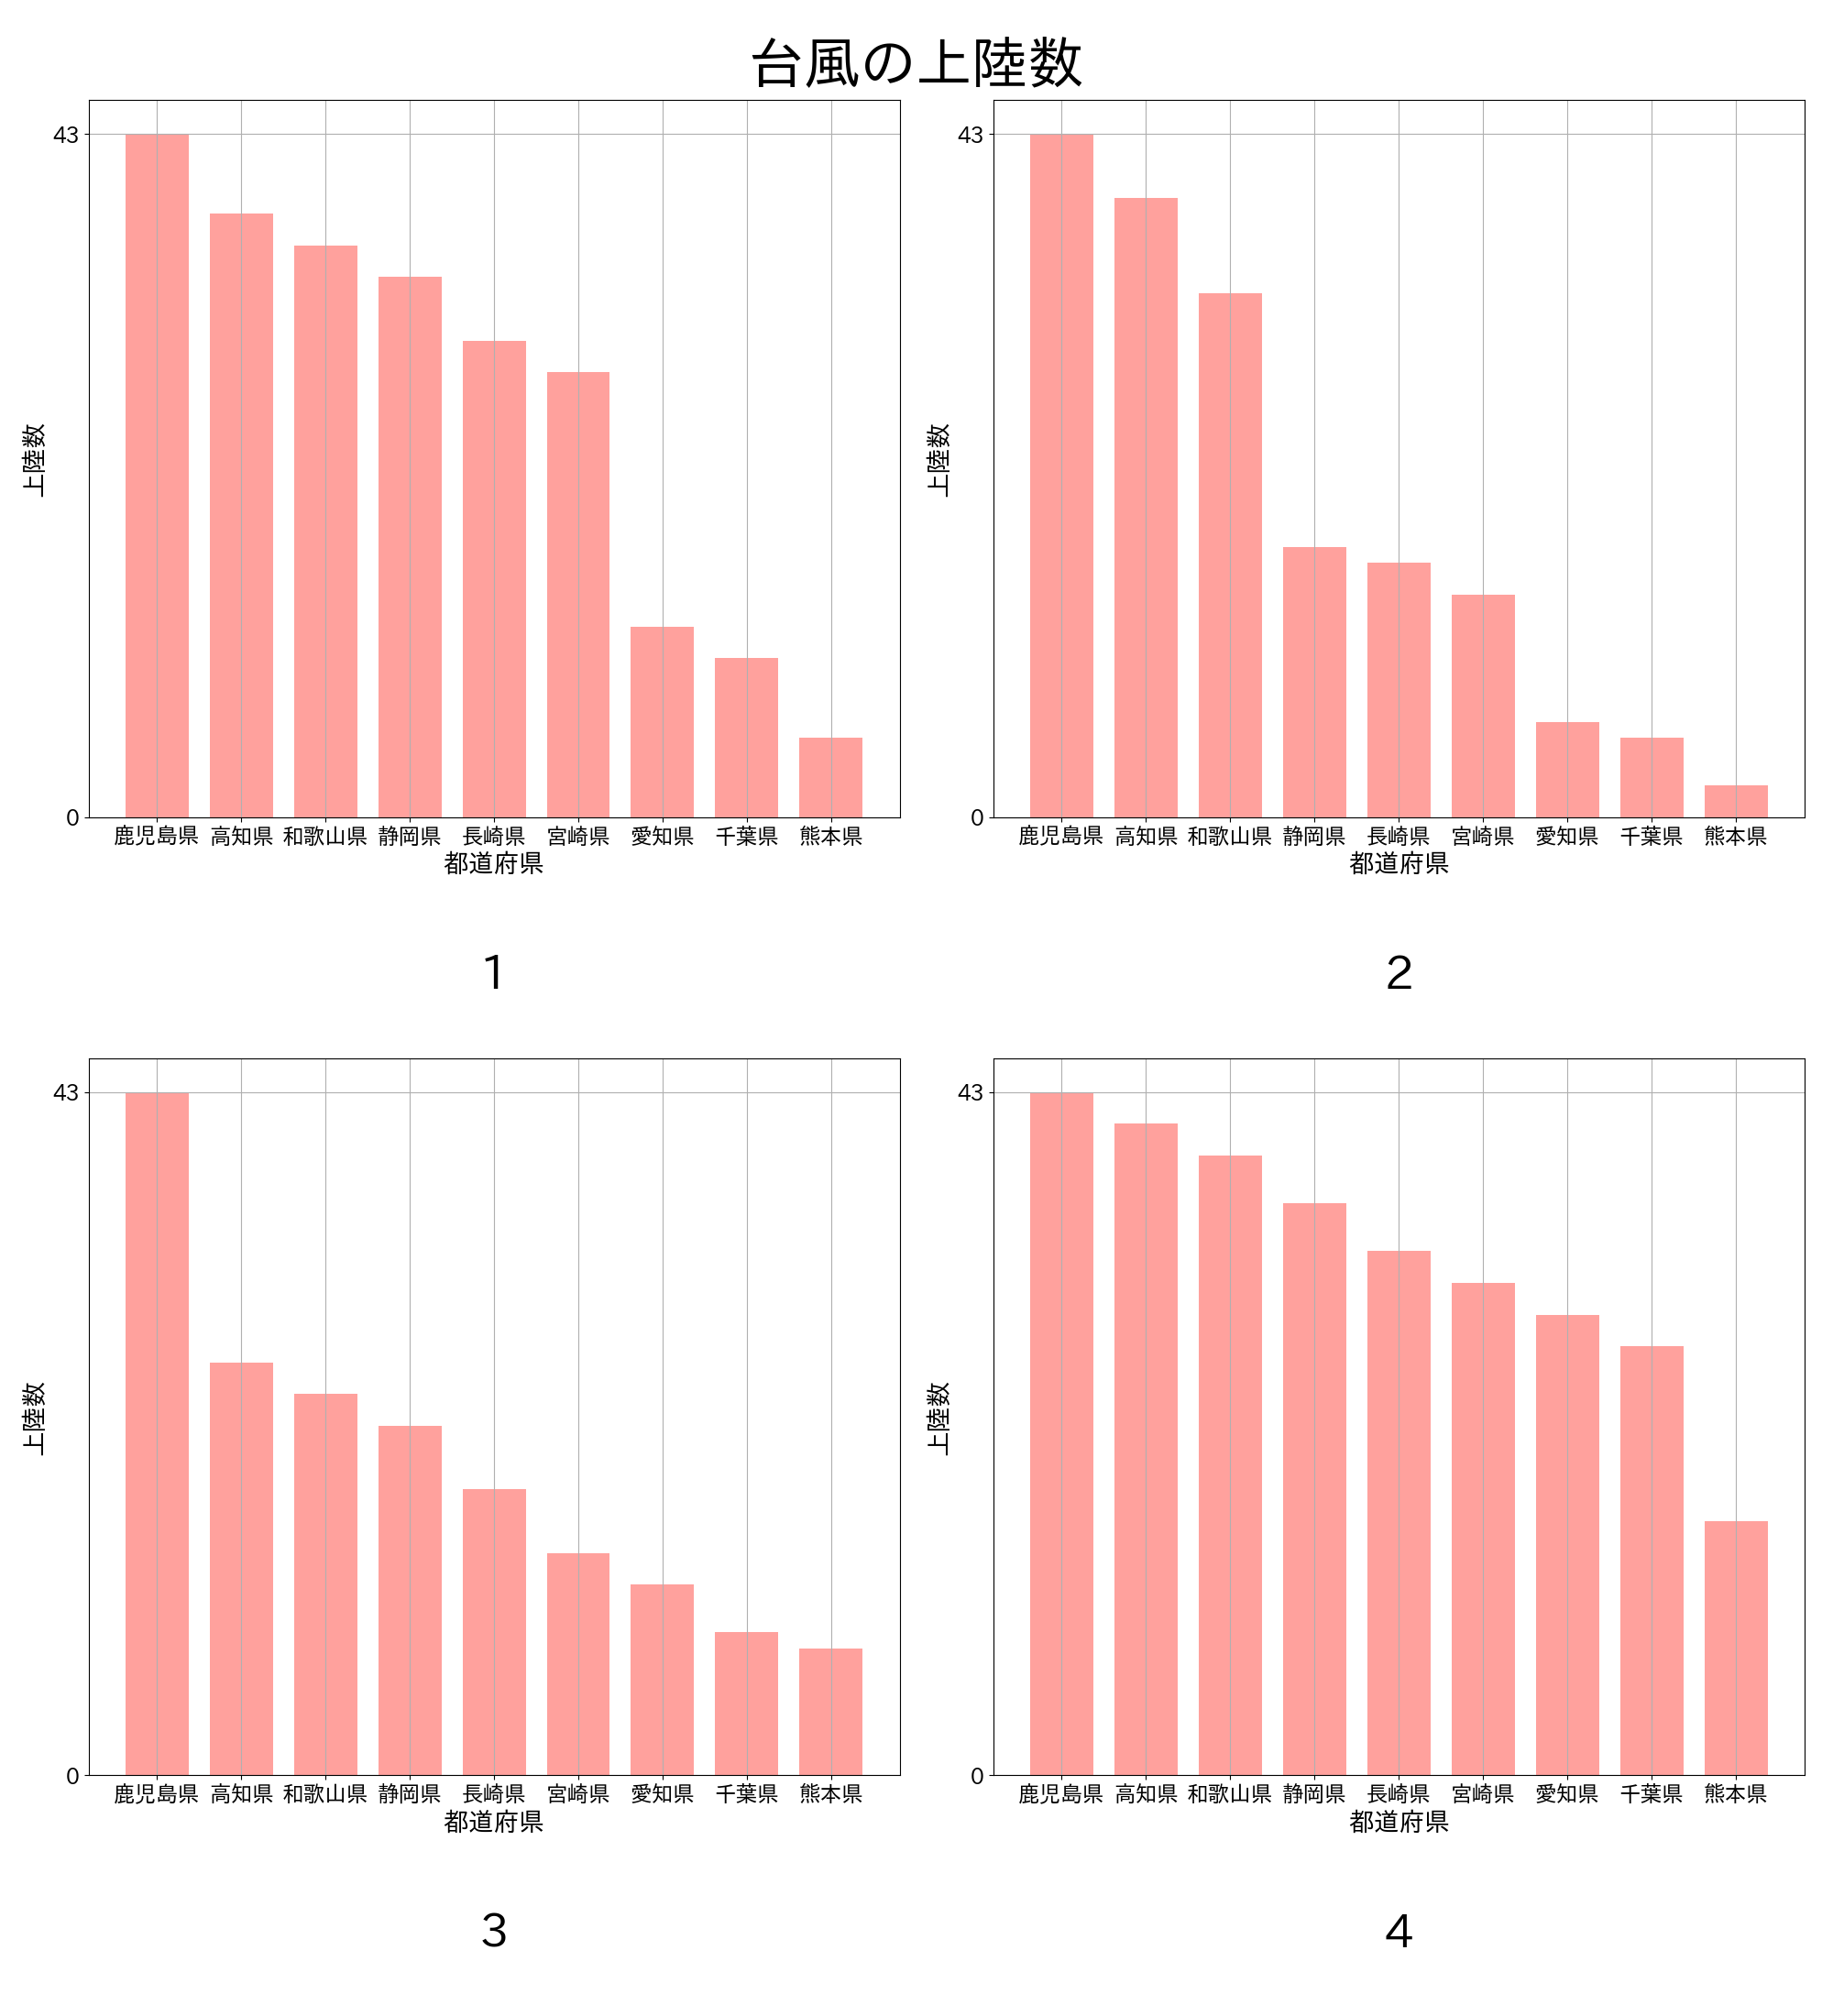 台風の上陸数
43
0
上陸数
鹿児島県 高知県 和歌山県 静岡県 長崎県 宮崎県 愛知県 千葉県 熊本県
都道府県
1
43
0
上陸数
鹿児島県 高知県 和歌山県 静岡県 長崎県 宮崎県 愛知県 千葉県 熊本県
都道府県
2
43
0
上陸数
鹿児島県 高知県 和歌山県 静岡県 長崎県 宮崎県 愛知県 千葉県 熊本県
都道府県
3
43
0
上陸数
鹿児島県 高知県 和歌山県 静岡県 長崎県 宮崎県 愛知県 千葉県 熊本県
都道府県
4